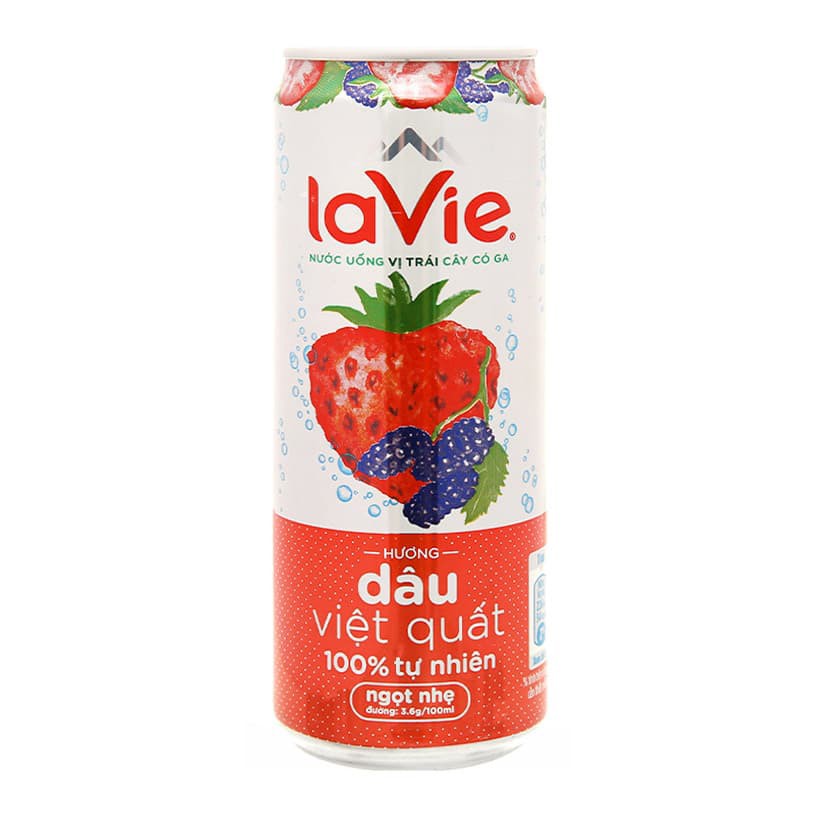 laVie
NƯỚC UỐNG VỊ TRÁI CÂY CÓ GA
HƯƠNG
dâu
việt quất
100% tự nhiên
ngọt nhẹ
đường: 3.6g/100ml